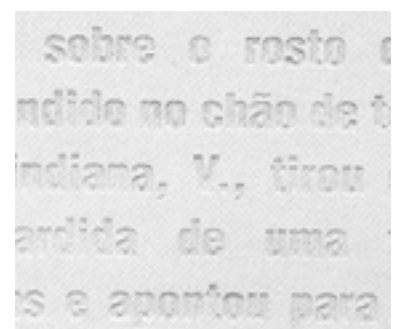 sobre o rosto
ndido no chão de
indiana, V., tirou
ardida de uma
s e apontou para